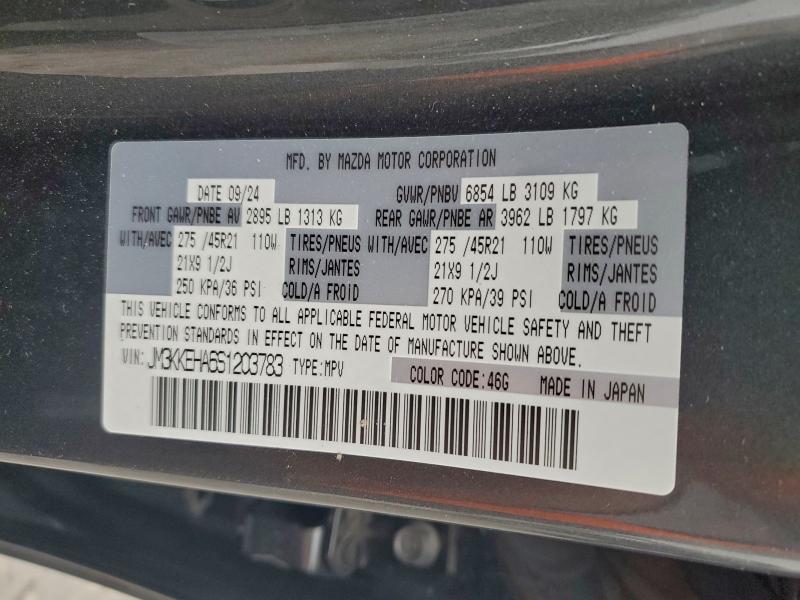 MFD. BY MAZDA MOTOR CORPORATION
DATE 09/24 GVWR/PNBV 6854 LB 3109 KG
FRONT GAWR/PNBE AV 2895 LB 1313 KG REAR GAWR/PNBE AR 3962 LB 1797 KG
WITH/AVEC 275 /45R21 110W TIRES/PNEUS WITH/AVEC 275 /45R21 110W TIRES/PNEUS
21X9 1/2J RIMS/JANTES 21X9 1/2J RIMS/JANTES
250 KPA/36 PSI COLD/A FROID 270 KPA/39 PSI COLD/A FROID
THIS VEHICLE CONFORMS TO ALL APPLICABLE FEDERAL MOTOR VEHICLE SAFETY AND THEFT
PREVENTION STANDARDS IN EFFECT ON THE DATE OF MANUFACTURE SHOWN ABOVE.
VIN: JM3KKEHA6S1203783 TYPE:MPV COLOR CODE:46G MADE IN JAPAN